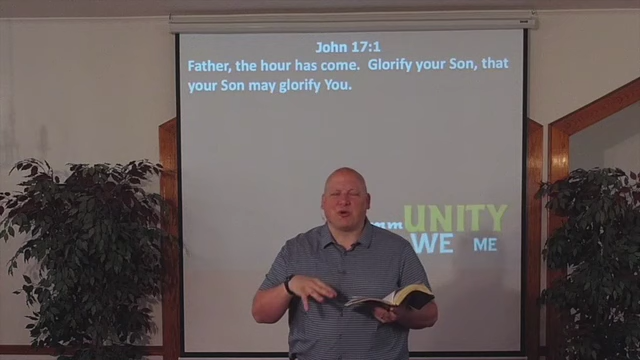 John 17:1
Father, the hour has come.  Glorify your Son, that
your Son may glorify You.
UNITY
WE ME